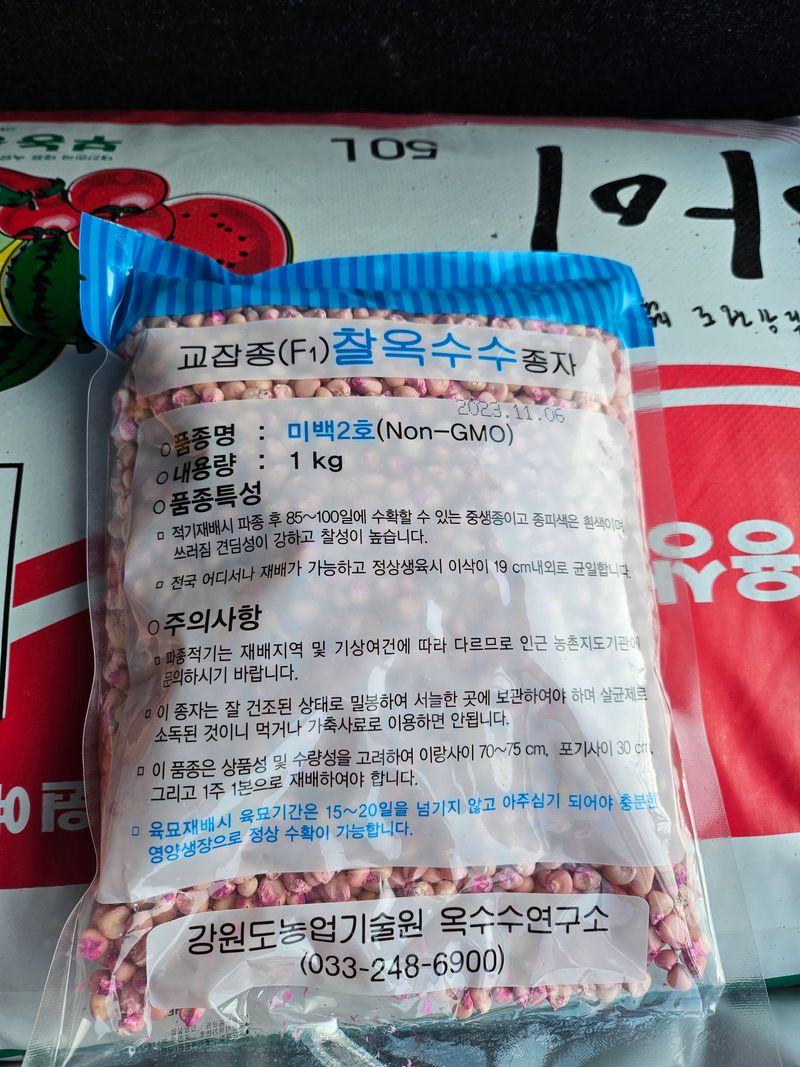 50L
교잡종(F1)찰옥수수종자
2023.11.06
○품종명 : 미백2호(Non-GMO)
○내용량 : 1 kg
○품종특성
□ 적기재배시 파종 후 85~100일에 수확할 수 있는 중생종이고 종피색은 흰색이며
쓰러짐 견딤성이 강하고 찰성이 높습니다.
□ 전국 어디서나 재배가 가능하고 정상생육시 이삭이 19 cm내외로 균일합니다.
○주의사항
□ 파종적기는 재배지역 및 기상여건에 따라 다르므로 인근 농촌지도기관에
문의하시기 바랍니다.
□ 이 종자는 잘 건조된 상태로 밀봉하여 서늘한 곳에 보관하여야 하며 살균제로
소독된 것이니 먹거나 가축사료로 이용하면 안됩니다.
□ 이 품종은 상품성 및 수량성을 고려하여 이랑사이 70~75 cm, 포기사이 30 cm,
그리고 1주 1본으로 재배하여야 합니다.
□ 육묘재배시 육묘기간은 15~20일을 넘기지 않고 아주심기 되어야 충분한
영양생장으로 정상 수확이 가능합니다.
강원도농업기술원 옥수수연구소
(033-248-6900)